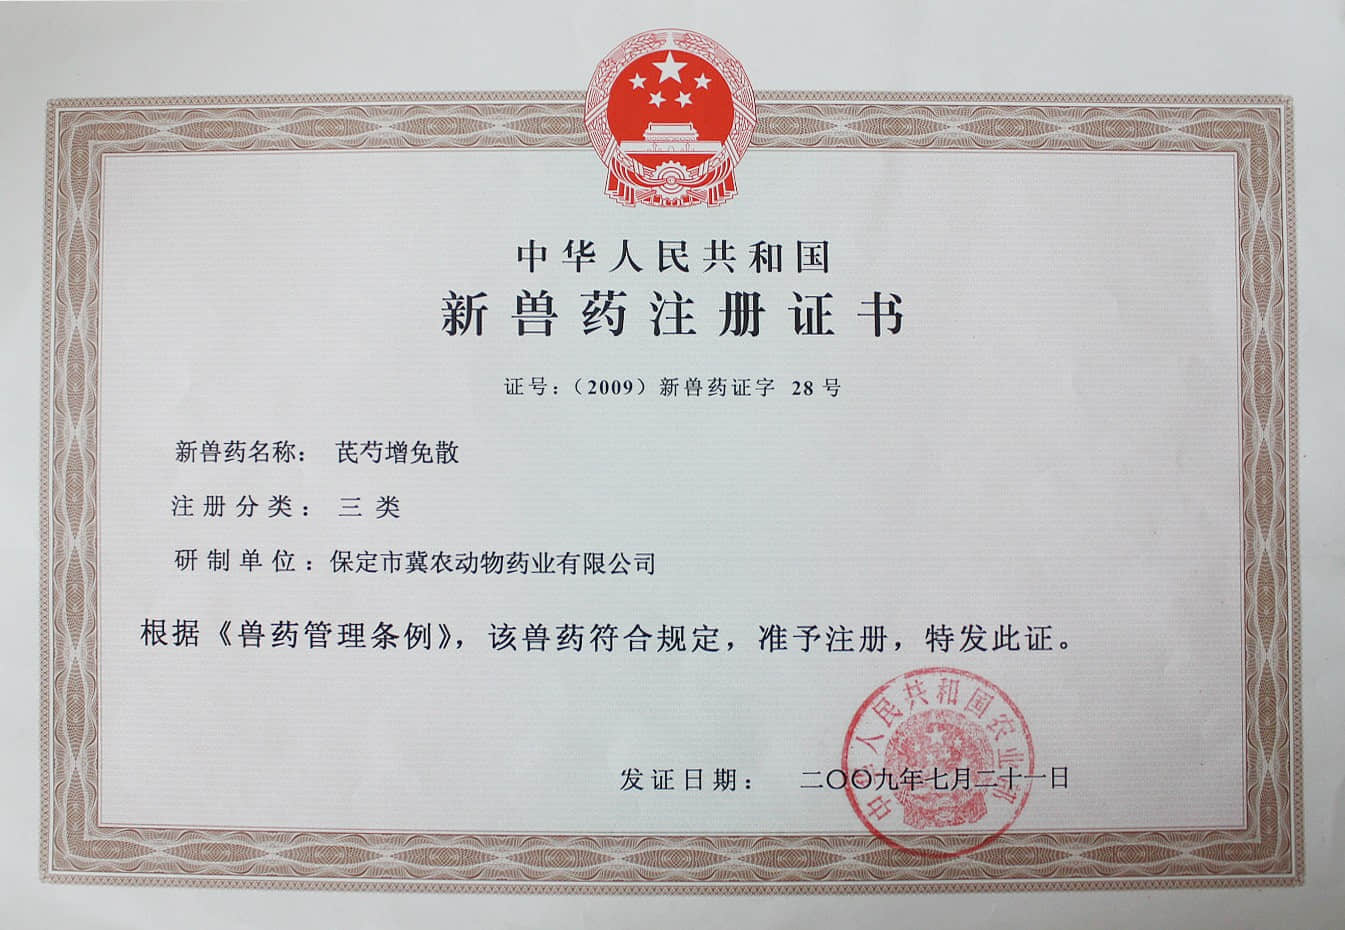 中华人民共和国
新兽药注册证书
证号：（2009）新兽药证字 28 号
新兽药名称： 芪芍增免散
注册分类： 三类
研制单位：保定市冀农动物药业有限公司
根据《兽药管理条例》，该兽药符合规定，准予注册，特发此证。
中华人民共和国农业部
发证日期： 二〇〇九年七月二十一日